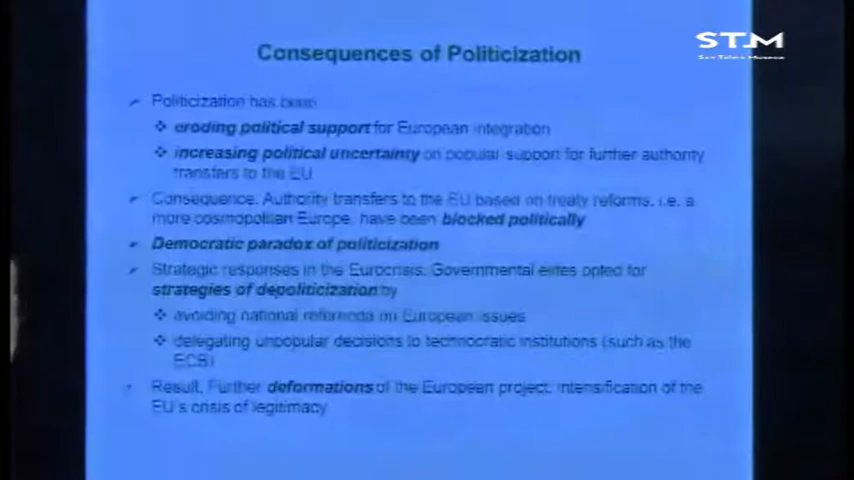 STM
San Telmo Museoa
Consequences of Politicization
Politicization has been
eroding political support for European integration
increasing political uncertainty on popular support for further authority
transfers to the EU
Consequence: Authority transfers to the EU based on treaty reforms, i.e. a
more cosmopolitan Europe, have been blocked politically
Democratic paradox of politicization
Strategic responses in the Eurocrisis: Governmental elites opted for
strategies of depoliticization by
avoiding national referenda on European issues
delegating unpopular decisions to technocratic institutions (such as the
ECB)
Result: Further deformations of the European project, intensification of the
EU's crisis of legitimacy